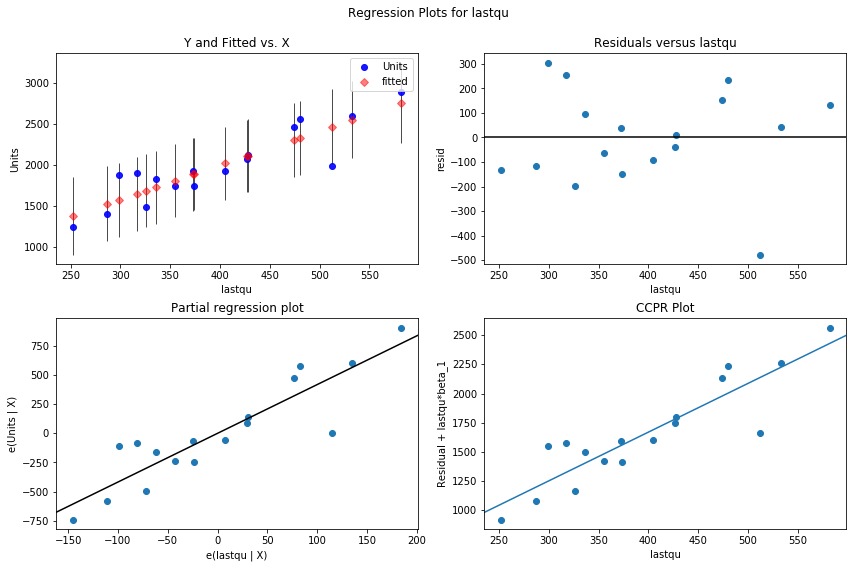 Regression Plots for lastqu
Y and Fitted vs. X
Units
fitted
3000
2500
2000
1500
1000
Units
250 300 350 400 450 500 550
lastqu
Residuals versus lastqu
300
200
100
0
−100
−200
−300
−400
−500
resid
250 300 350 400 450 500 550
lastqu
Partial regression plot
750
500
250
0
−250
−500
−750
e(Units | X)
−150 −100 −50 0 50 100 150 200
e(lastqu | X)
CCPR Plot
2500
2250
2000
1750
1500
1250
1000
Residual + lastqu*beta_1
250 300 350 400 450 500 550
lastqu